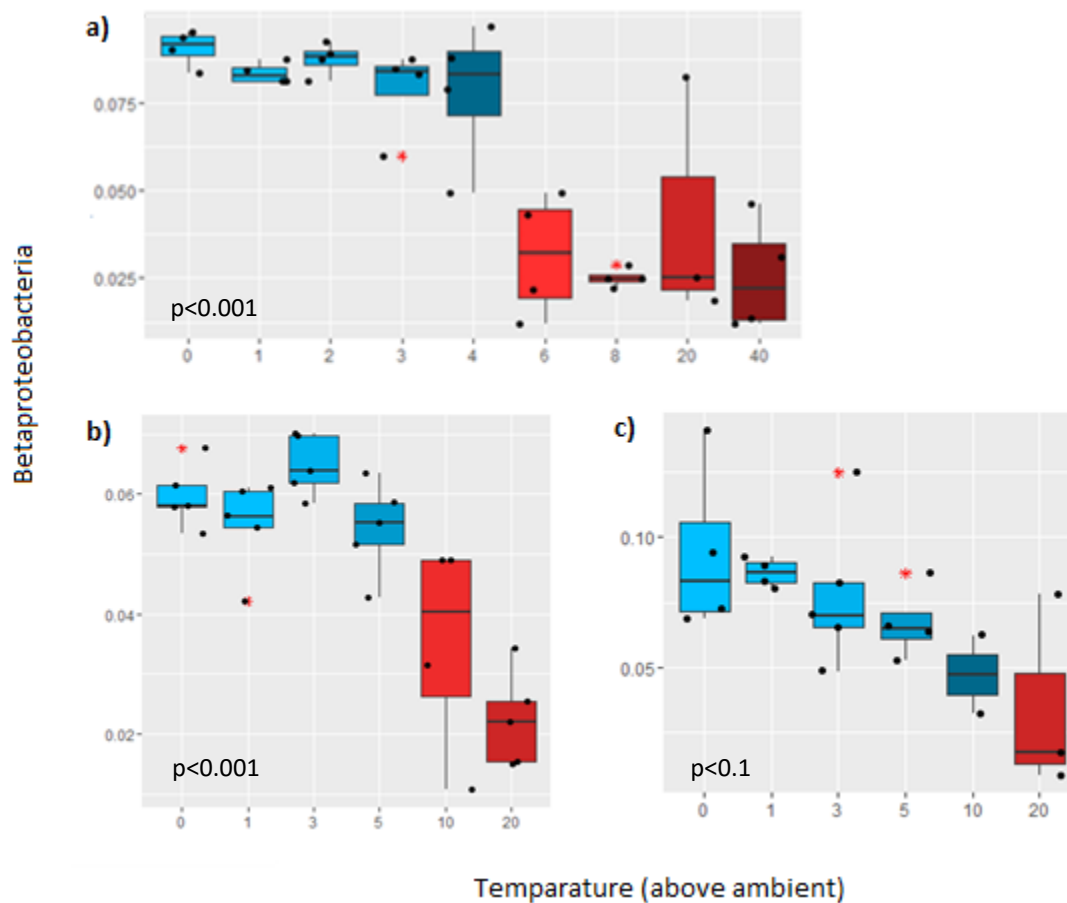 a)
0.075
0.050
0.025
p<0.001
0 1 2 3 4 6 8 20 40
Betaproteobacteria
b)
0.06
0.04
0.02
p<0.001
0 1 3 5 10 20
c)
0.10
0.05
p<0.1
0 1 3 5 10 20
Temparature (above ambient)